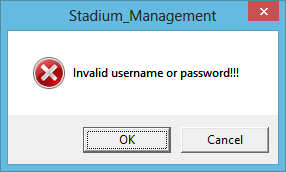 Stadium_Management
Invalid username or password!!!
OK
Cancel